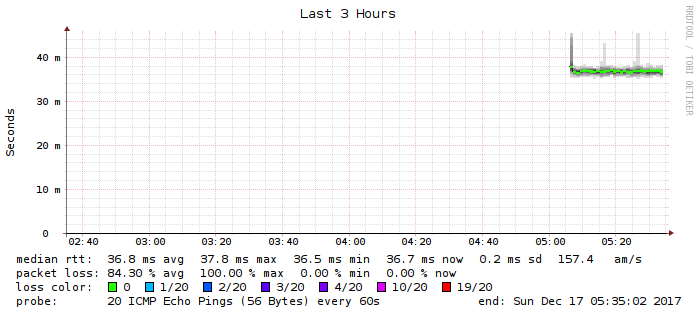 Last 3 Hours
RRDTOOL / TOBI OETIKER
Seconds
40 m
30 m
20 m
10 m
0
02:40 03:00 03:20 03:40 04:00 04:20 04:40 05:00 05:20
median rtt: 36.8 ms avg 37.8 ms max 36.5 ms min 36.7 ms now 0.2 ms sd 157.4 am/s
packet loss: 84.30 % avg 100.00 % max 0.00 % min 0.00 % now
loss color: 0 1/20 2/20 3/20 4/20 10/20 19/20
probe: 20 ICMP Echo Pings (56 Bytes) every 60s end: Sun Dec 17 05:35:02 2017